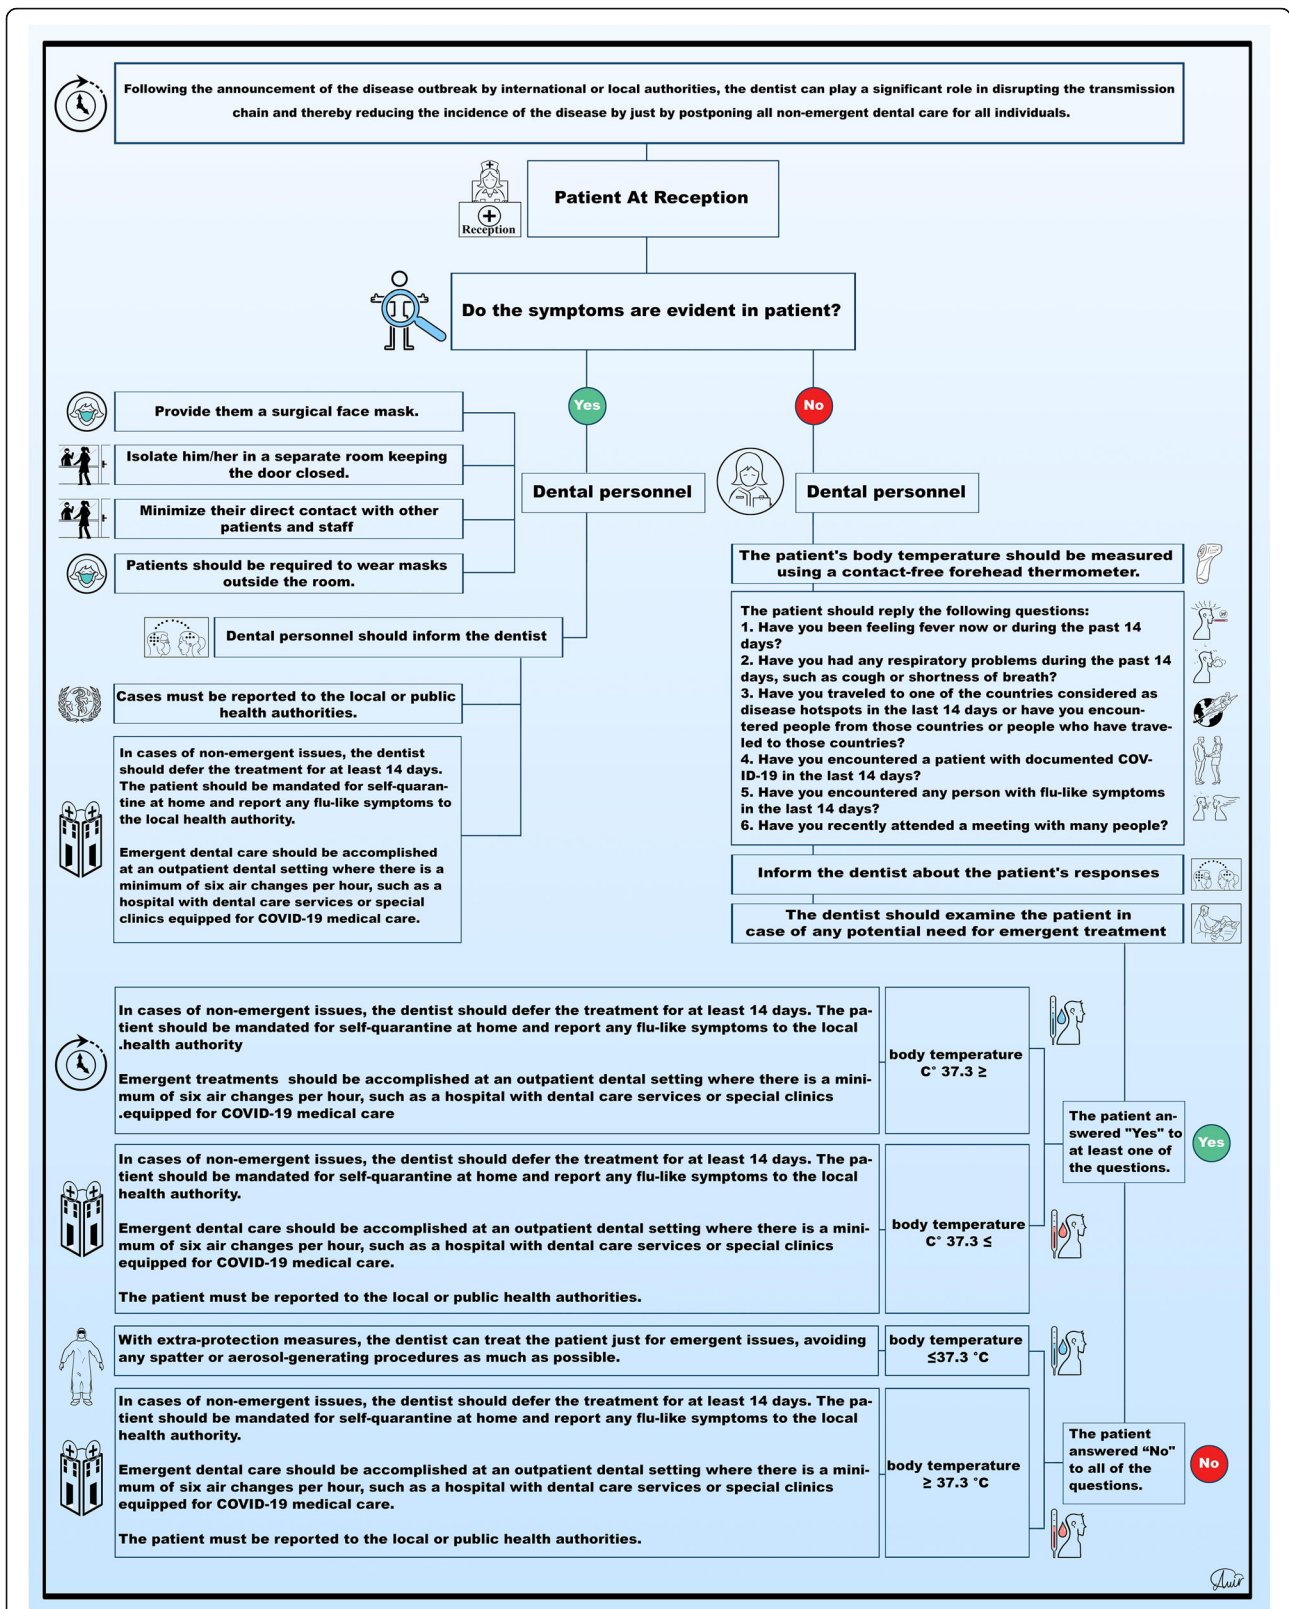 Following the announcement of the disease outbreak by international or local authorities, the dentist can play a significant role in disrupting the transmission
chain and thereby reducing the incidence of the disease by just by postponing all non-emergent dental care for all individuals.
Patient At Reception
Reception
Do the symptoms are evident in patient?
Yes
No
Provide them a surgical face mask.
Isolate him/her in a separate room keeping
the door closed.
Minimize their direct contact with other
patients and staff
Patients should be required to wear masks
outside the room.
Dental personnel
Dental personnel should inform the dentist
Cases must be reported to the local or public
health authorities.
In cases of non-emergent issues, the dentist
should defer the treatment for at least 14 days.
The patient should be mandated for self-quaran-
tine at home and report any flu-like symptoms to
the local health authority.
Emergent dental care should be accomplished
at an outpatient dental setting where there is a
minimum of six air changes per hour, such as a
hospital with dental care services or special
clinics equipped for COVID-19 medical care.
Dental personnel
The patient's body temperature should be measured
using a contact-free forehead thermometer.
The patient should reply the following questions:
1. Have you been feeling fever now or during the past 14
days?
2. Have you had any respiratory problems during the past 14
days, such as cough or shortness of breath?
3. Have you traveled to one of the countries considered as
disease hotspots in the last 14 days or have you encoun-
tered people from those countries or people who have trave-
led to those countries?
4. Have you encountered a patient with documented COV-
ID-19 in the last 14 days?
5. Have you encountered any person with flu-like symptoms
in the last 14 days?
6. Have you recently attended a meeting with many people?
Inform the dentist about the patient's responses
The dentist should examine the patient in
case of any potential need for emergent treatment
In cases of non-emergent issues, the dentist should defer the treatment for at least 14 days. The pa-
tient should be mandated for self-quarantine at home and report any flu-like symptoms to the local
.health authority
Emergent treatments should be accomplished at an outpatient dental setting where there is a mini-
mum of six air changes per hour, such as a hospital with dental care services or special clinics
.equipped for COVID-19 medical care
body temperature
C° 37.3 ≥
The patient an-
swered "Yes" to
at least one of
the questions.
Yes
In cases of non-emergent issues, the dentist should defer the treatment for at least 14 days. The pa-
tient should be mandated for self-quarantine at home and report any flu-like symptoms to the local
health authority.
Emergent dental care should be accomplished at an outpatient dental setting where there is a mini-
mum of six air changes per hour, such as a hospital with dental care services or special clinics
equipped for COVID-19 medical care.
The patient must be reported to the local or public health authorities.
body temperature
C° 37.3 ≤
With extra-protection measures, the dentist can treat the patient just for emergent issues, avoiding
any spatter or aerosol-generating procedures as much as possible.
body temperature
≤37.3 °C
In cases of non-emergent issues, the dentist should defer the treatment for at least 14 days. The pa-
tient should be mandated for self-quarantine at home and report any flu-like symptoms to the local
health authority.
Emergent dental care should be accomplished at an outpatient dental setting where there is a mini-
mum of six air changes per hour, such as a hospital with dental care services or special clinics
equipped for COVID-19 medical care.
The patient must be reported to the local or public health authorities.
body temperature
≥ 37.3 °C
The patient
answered “No"
to all of the
questions.
No